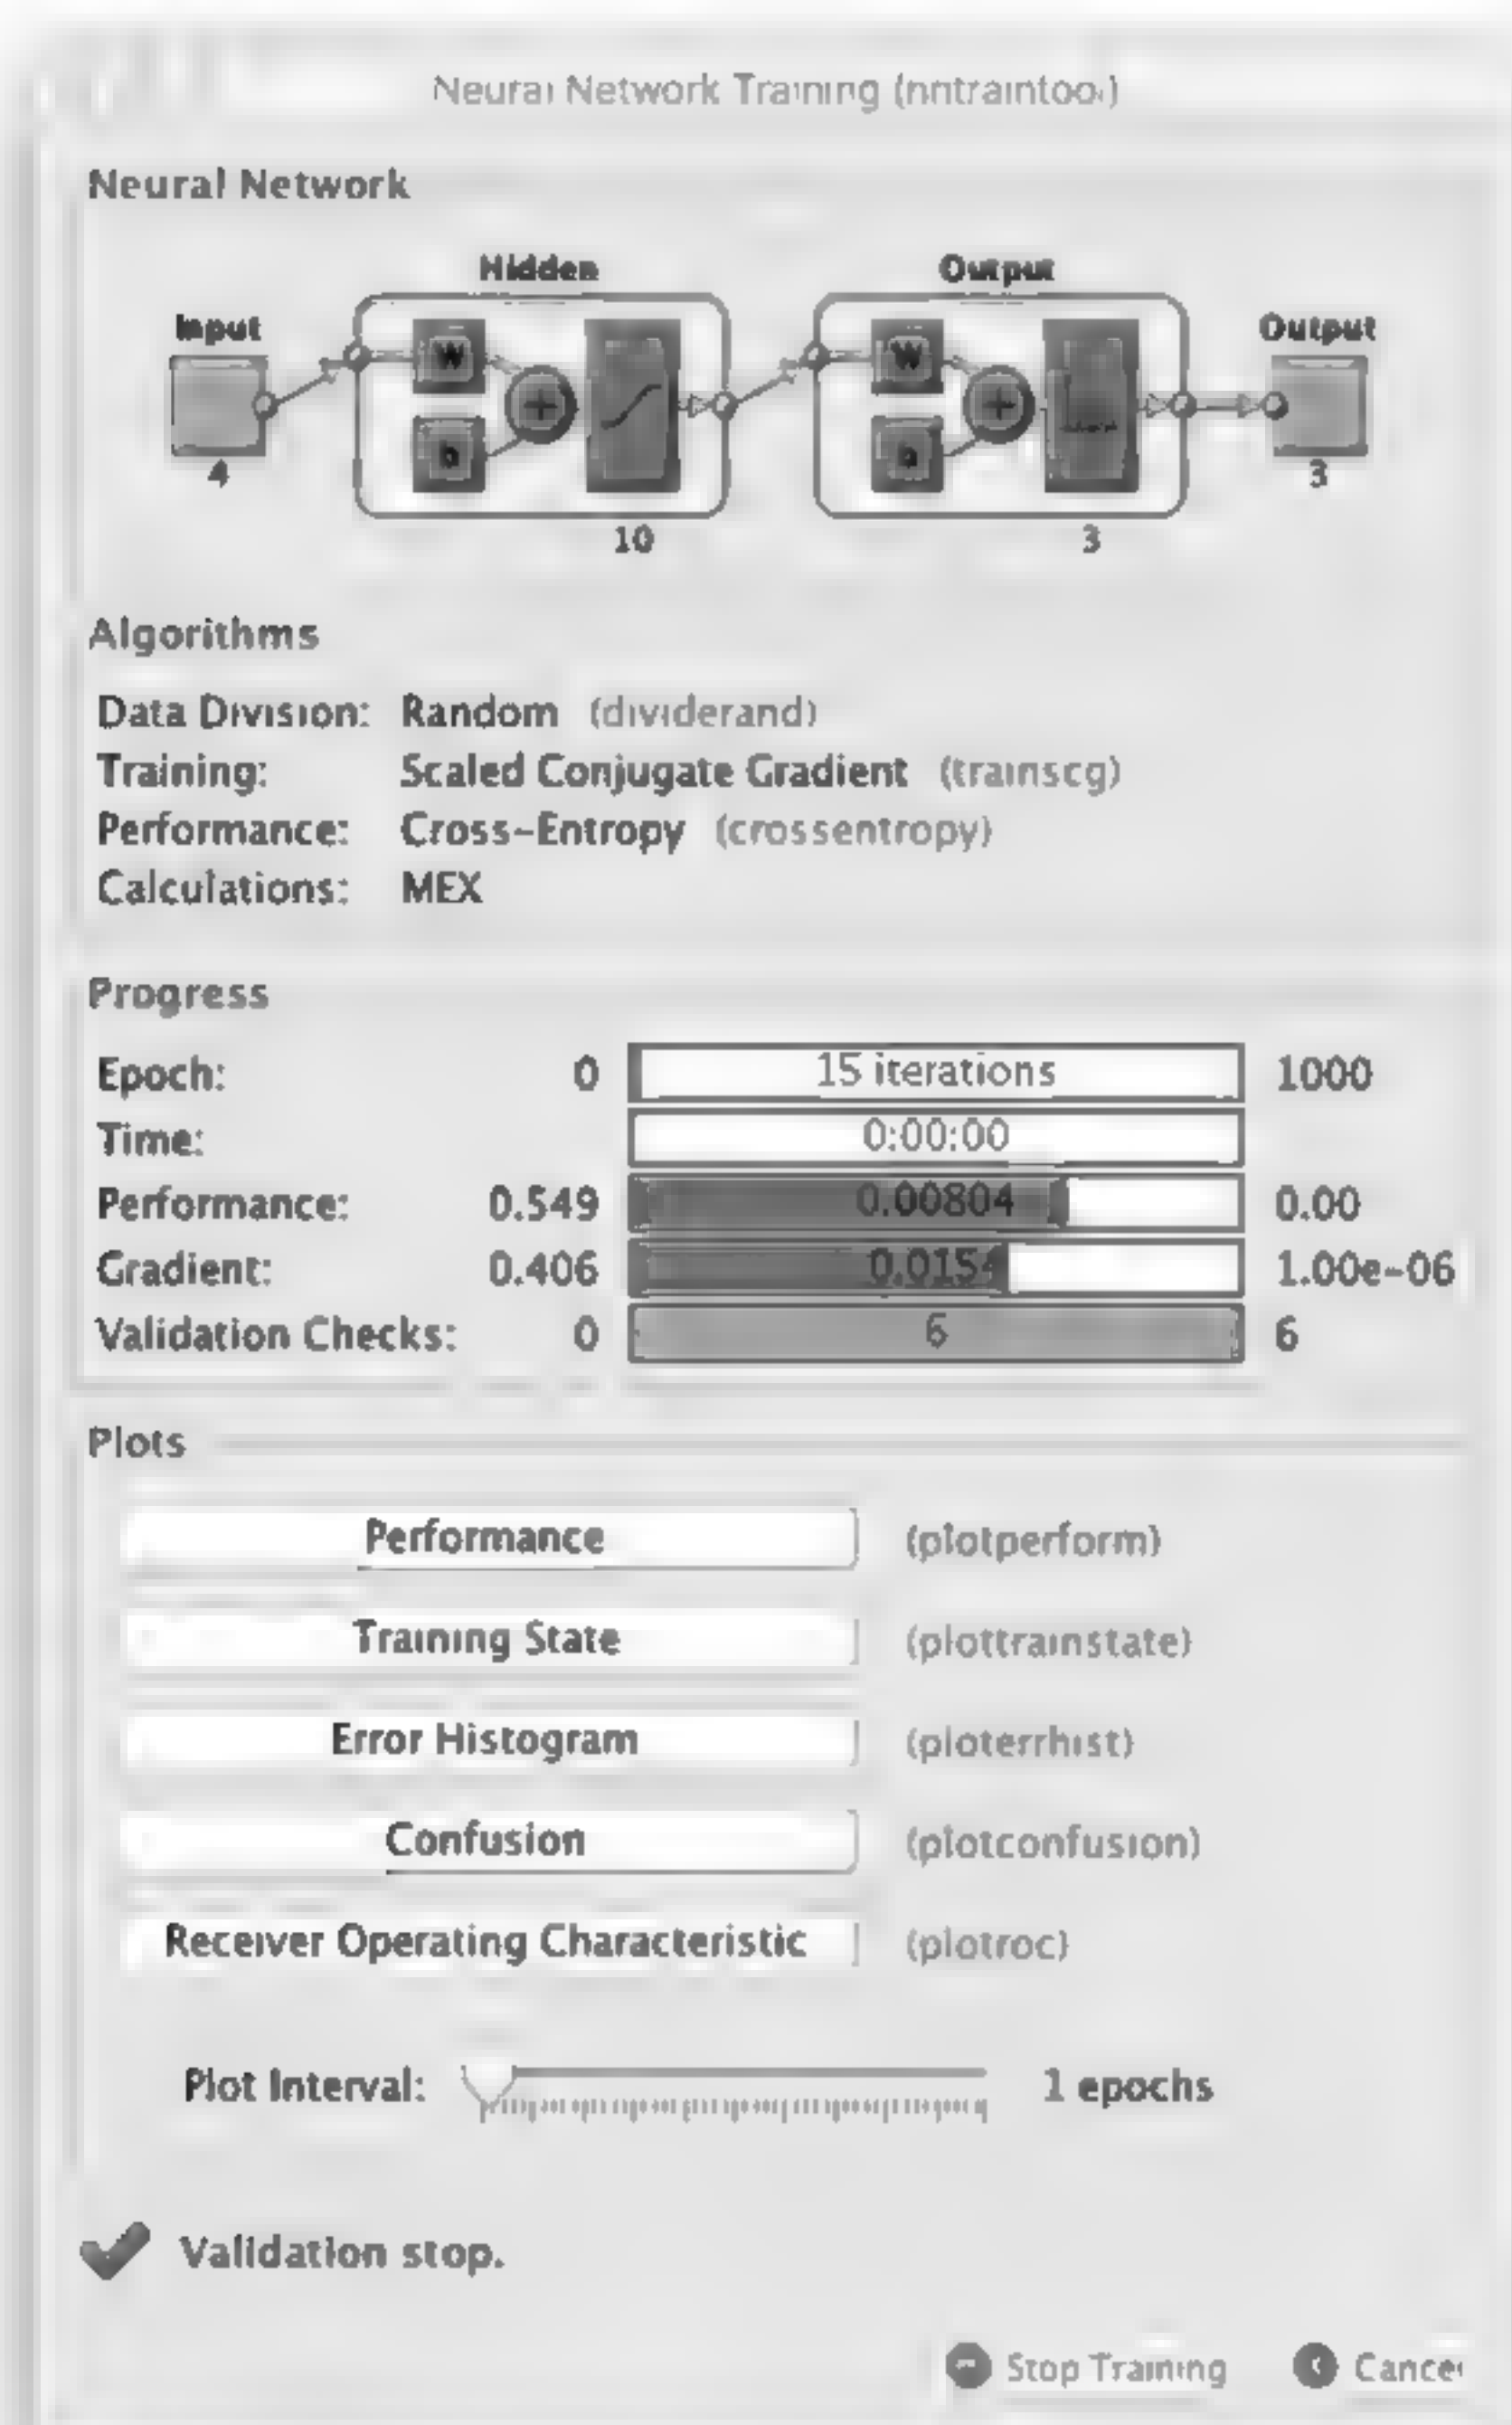 Neural Network Training (nntraintool)
Neural Network
Hidden Output
Input Output
W W
b b
4 3
10 3
Algorithms
Data Division: Random (dividerand)
Training: Scaled Conjugate Gradient (trainscg)
Performance: Cross-Entropy (crossentropy)
Calculations: MEX
Progress
Epoch: 0 15 iterations 1000
Time: 0:00:00
Performance: 0.549 0.00804 0.00
Gradient: 0.406 0.0154 1.00e-06
Validation Checks: 0 6 6
Plots
Performance (plotperform)
Training State (plottrainstate)
Error Histogram (ploterrhist)
Confusion (plotconfusion)
Receiver Operating Characteristic (plotroc)
Plot Interval: 1 epochs
Validation stop.
Stop Training Cancel